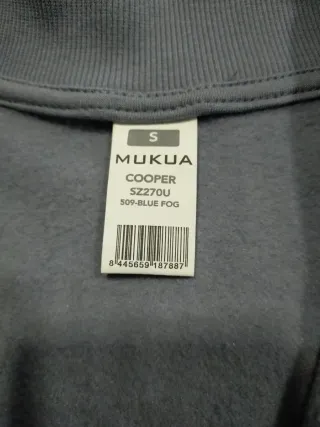 S
MUKUA
COOPER
SZ270U
509-BLUE FOG
8 445659 187887